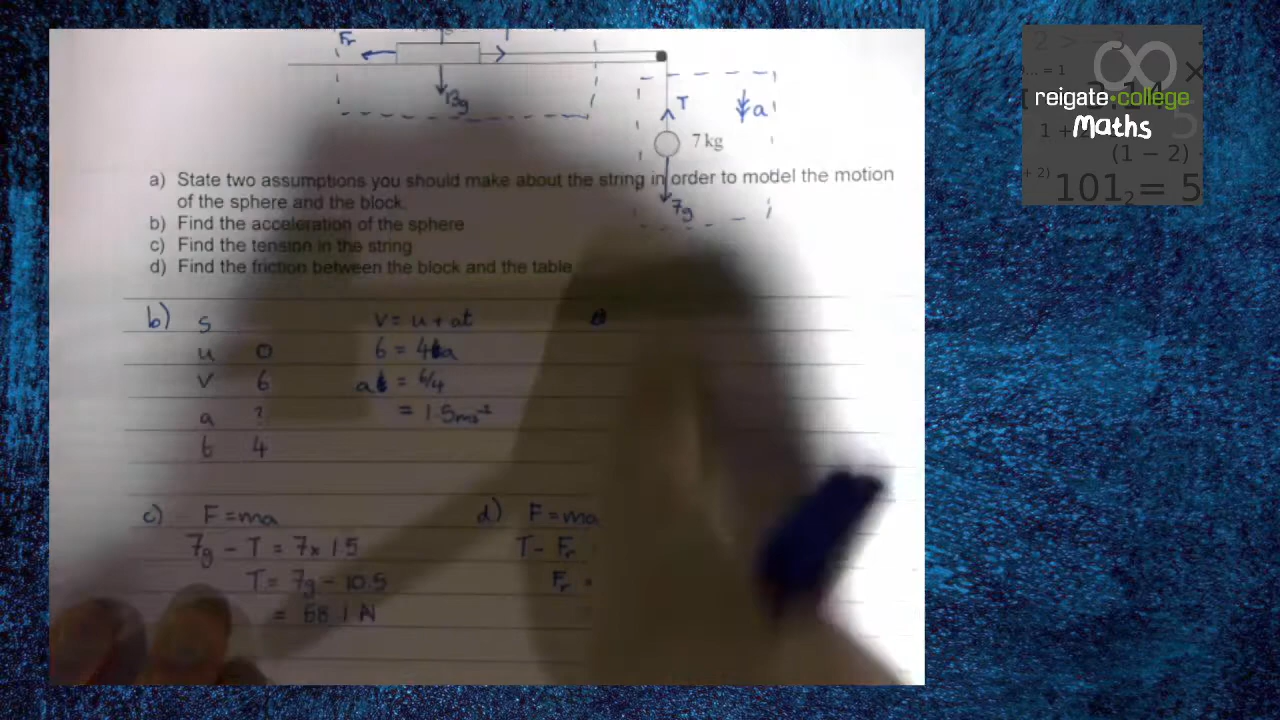 Fr
13g
T
a
7 kg
7g
a) State two assumptions you should make about the string in order to model the motion
of the sphere and the block.
b) Find the acceleration of the sphere
c) Find the tension in the string
d) Find the friction between the block and the table
b) s v = u + at
u 0 6 = 4a
v 6 a = 6/4
a ? = 1.5ms⁻²
t 4
c) F = ma d) F = ma
7g - T = 7 x 1.5 T - Fr
T = 7g - 10.5 Fr =
= 58.1 N
reigate·college
Maths
3.14
101₂ = 5
(1 − 2)